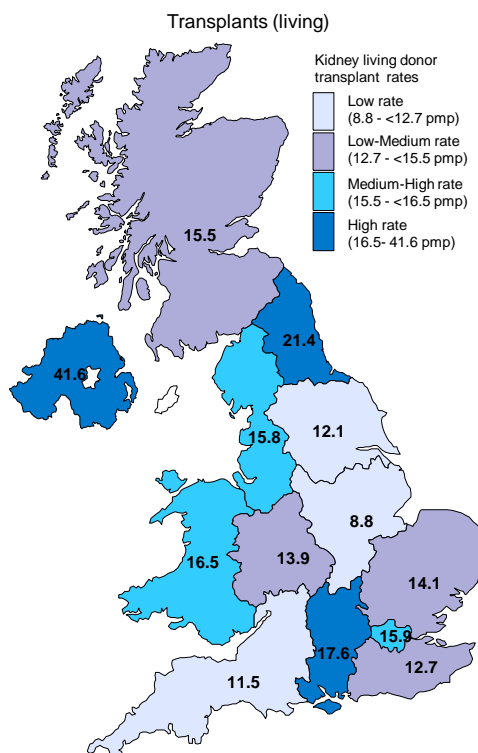 Transplants (living)
Kidney living donor
transplant rates
Low rate
(8.8 - <12.7 pmp)
Low-Medium rate
(12.7 - <15.5 pmp)
Medium-High rate
(15.5 - <16.5 pmp)
High rate
(16.5- 41.6 pmp)
15.5
21.4
41.6
15.8
12.1
8.8
16.5
13.9
14.1
15.9
17.6
12.7
11.5